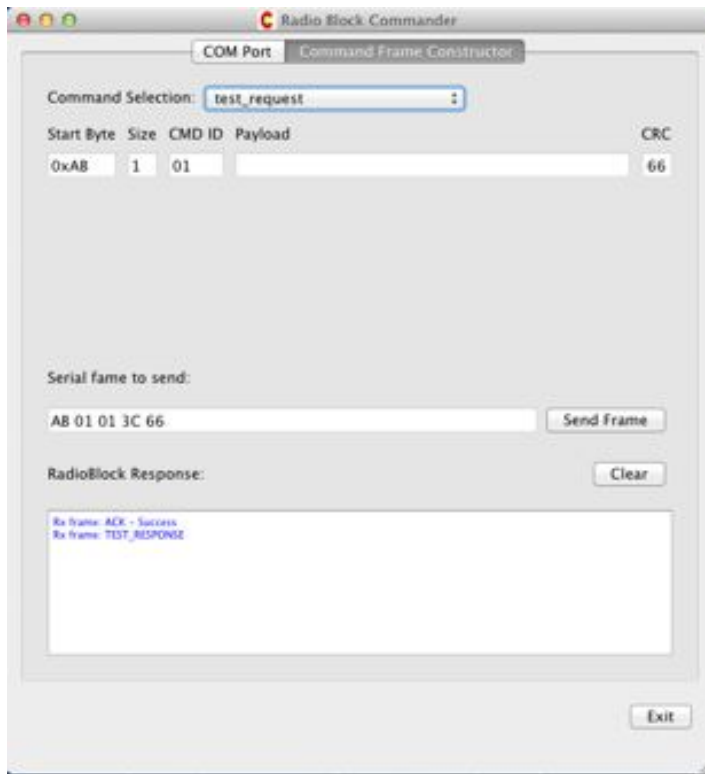 Radio Block Commander
COM Port Command Frame Constructor
Command Selection: test_request
Start Byte Size CMD ID Payload CRC
0xAB 1 01 66
Serial fame to send:
AB 01 01 3C 66 Send Frame
RadioBlock Response: Clear
Rx frame: ACK - Success
Rx frame: TEST_RESPONSE
Exit